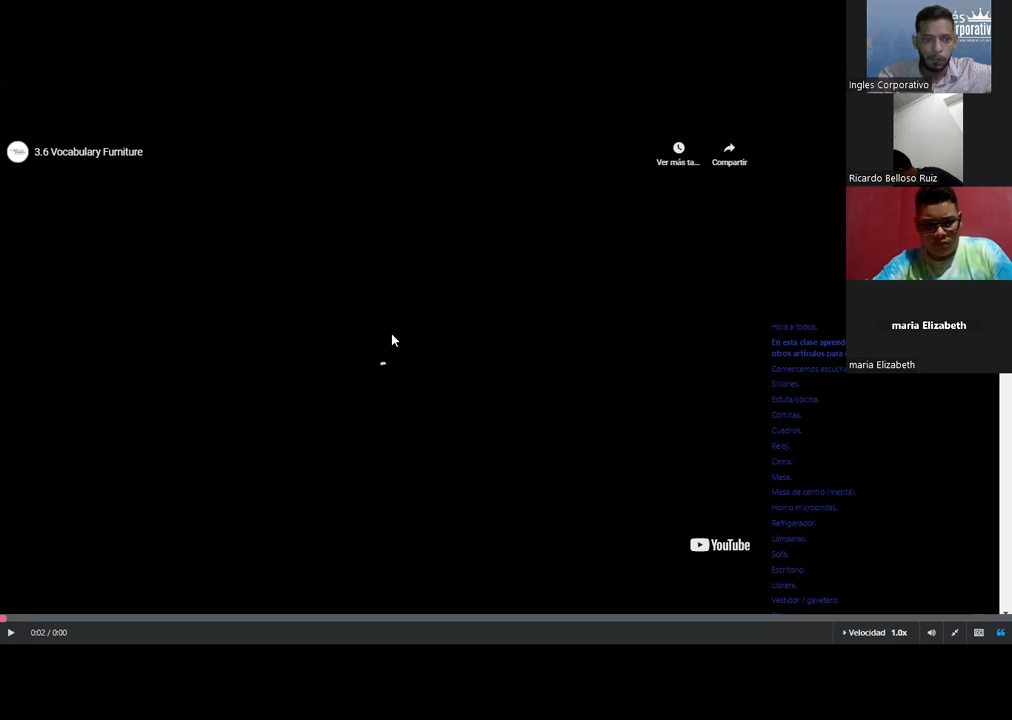 3.6 Vocabulary Furniture
Ver más ta...
Compartir
Ingles Corporativo
Ricardo Belloso Ruiz
maria Elizabeth
maria Elizabeth
Hola a todos.
En esta clase aprend
otros artículos para
Comencemos escuch
Sillones.
Estufa/cocina.
Cortinas.
Cuadros.
Reloj.
Cama.
Mesa.
Mesa de centro (mesita).
Horno microondas.
Refrigerador.
Lámparas.
Sofá.
Escritorio.
Librera.
Vestidor / gavetero.
YouTube
0:02 / 0:00
Velocidad 1.0x